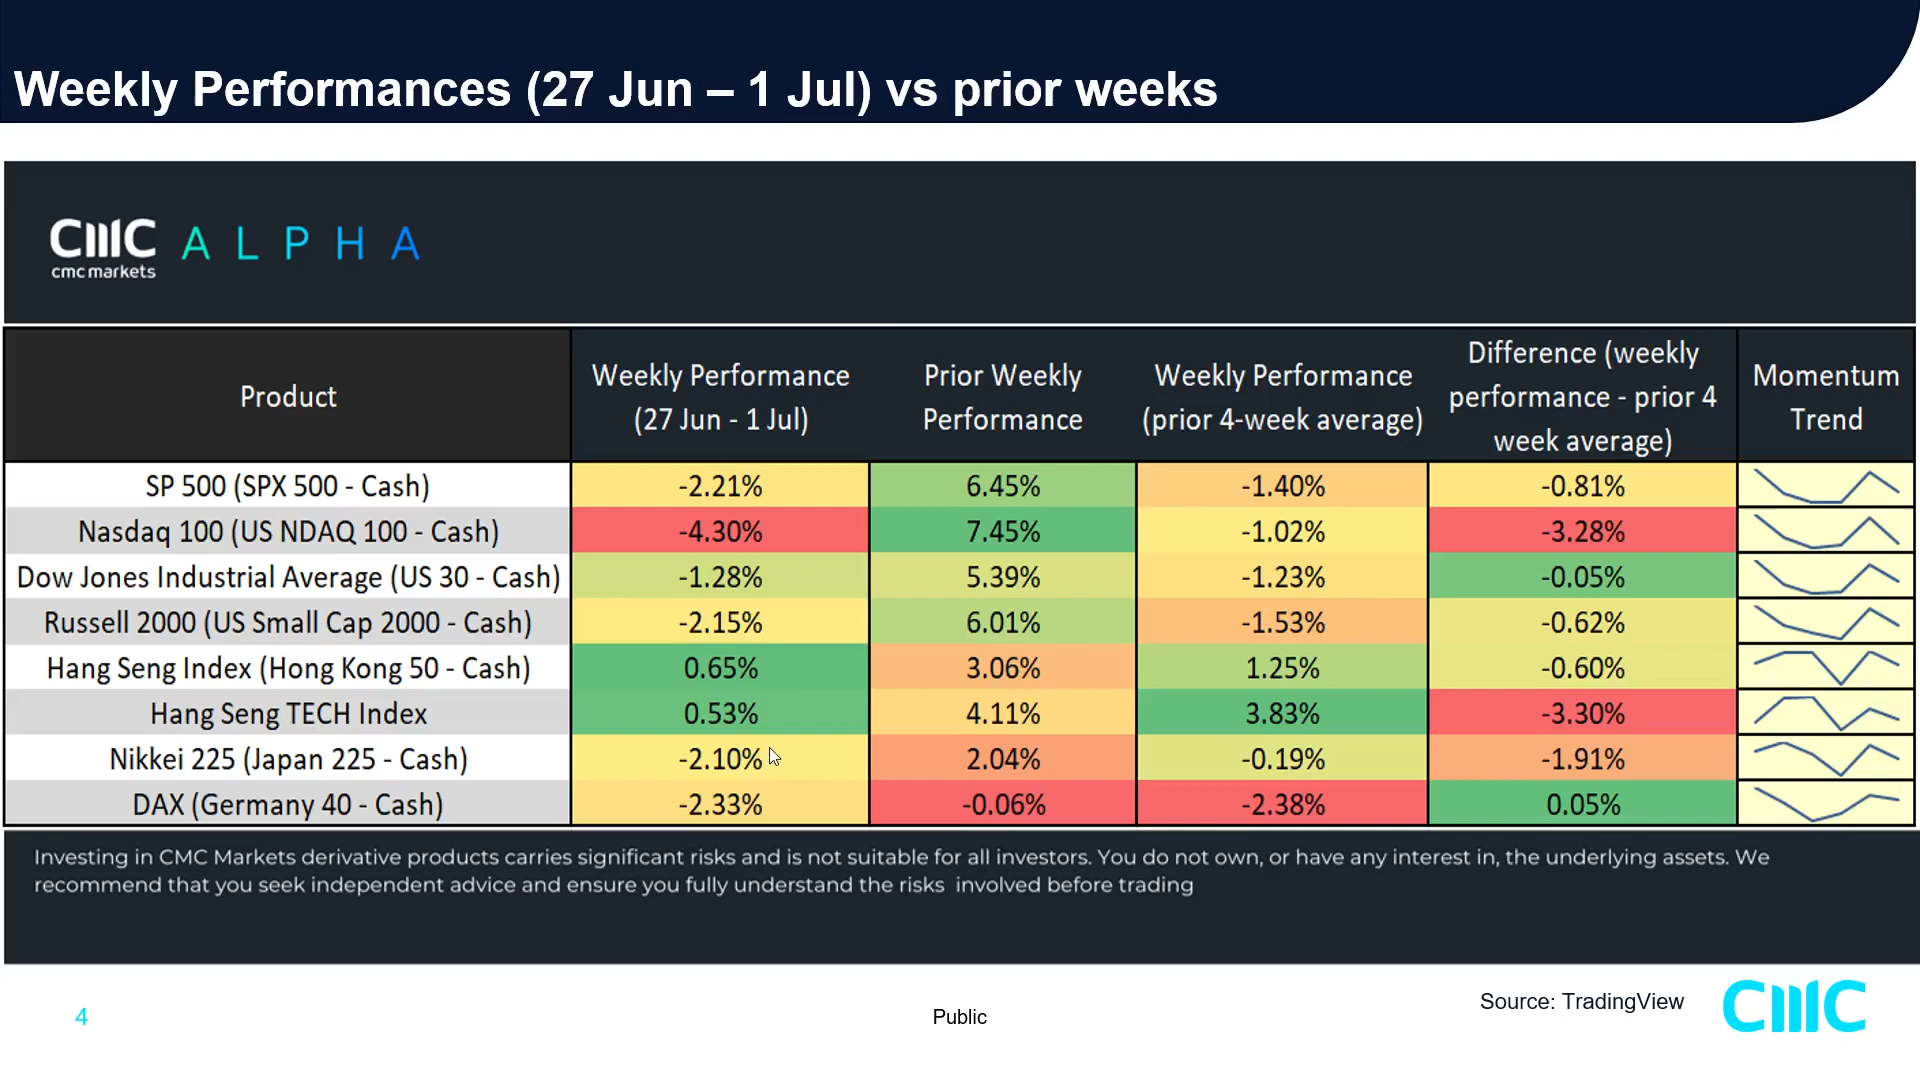 Weekly Performances (27 Jun – 1 Jul) vs prior weeks
CMC ALPHA
cmc markets
Product
Weekly Performance
(27 Jun - 1 Jul)
Prior Weekly
Performance
Weekly Performance
(prior 4-week average)
Difference (weekly
performance - prior 4
week average)
Momentum
Trend
SP 500 (SPX 500 - Cash) -2.21% 6.45% -1.40% -0.81%
Nasdaq 100 (US NDAQ 100 - Cash) -4.30% 7.45% -1.02% -3.28%
Dow Jones Industrial Average (US 30 - Cash) -1.28% 5.39% -1.23% -0.05%
Russell 2000 (US Small Cap 2000 - Cash) -2.15% 6.01% -1.53% -0.62%
Hang Seng Index (Hong Kong 50 - Cash) 0.65% 3.06% 1.25% -0.60%
Hang Seng TECH Index 0.53% 4.11% 3.83% -3.30%
Nikkei 225 (Japan 225 - Cash) -2.10% 2.04% -0.19% -1.91%
DAX (Germany 40 - Cash) -2.33% -0.06% -2.38% 0.05%
Investing in CMC Markets derivative products carries significant risks and is not suitable for all investors. You do not own, or have any interest in, the underlying assets. We
recommend that you seek independent advice and ensure you fully understand the risks involved before trading
4
Public
Source: TradingView
CMC